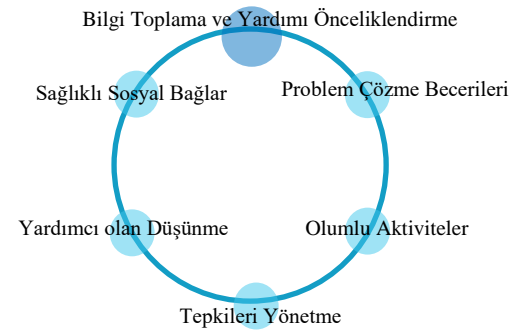 Bilgi Toplama ve Yardımı Önceliklendirme
Sağlıklı Sosyal Bağlar
Problem Çözme Becerileri
Yardımcı olan Düşünme
Olumlu Aktiviteler
Tepkileri Yönetme